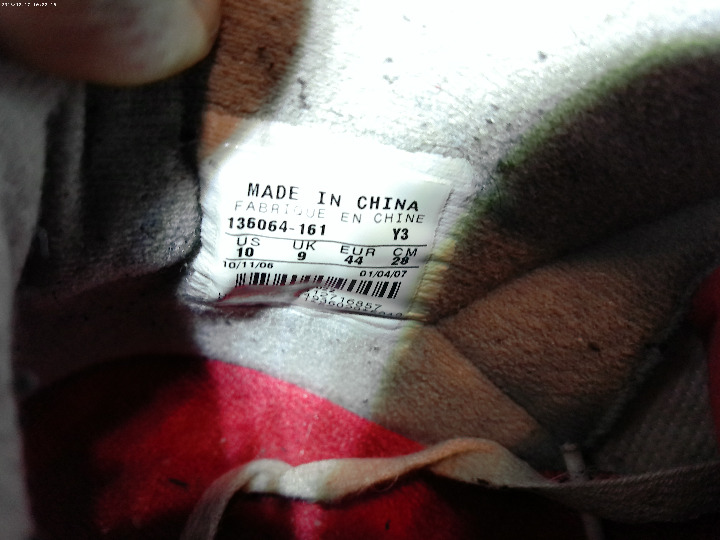 MADE IN CHINA
FABRIQUE EN CHINE
136064-161 Y3
US UK EUR CM
10 9 44 28
10/11/06 01/04/07